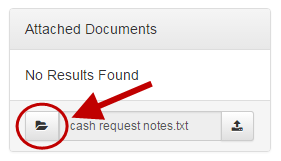 Attached Documents
No Results Found
cash request notes.txt